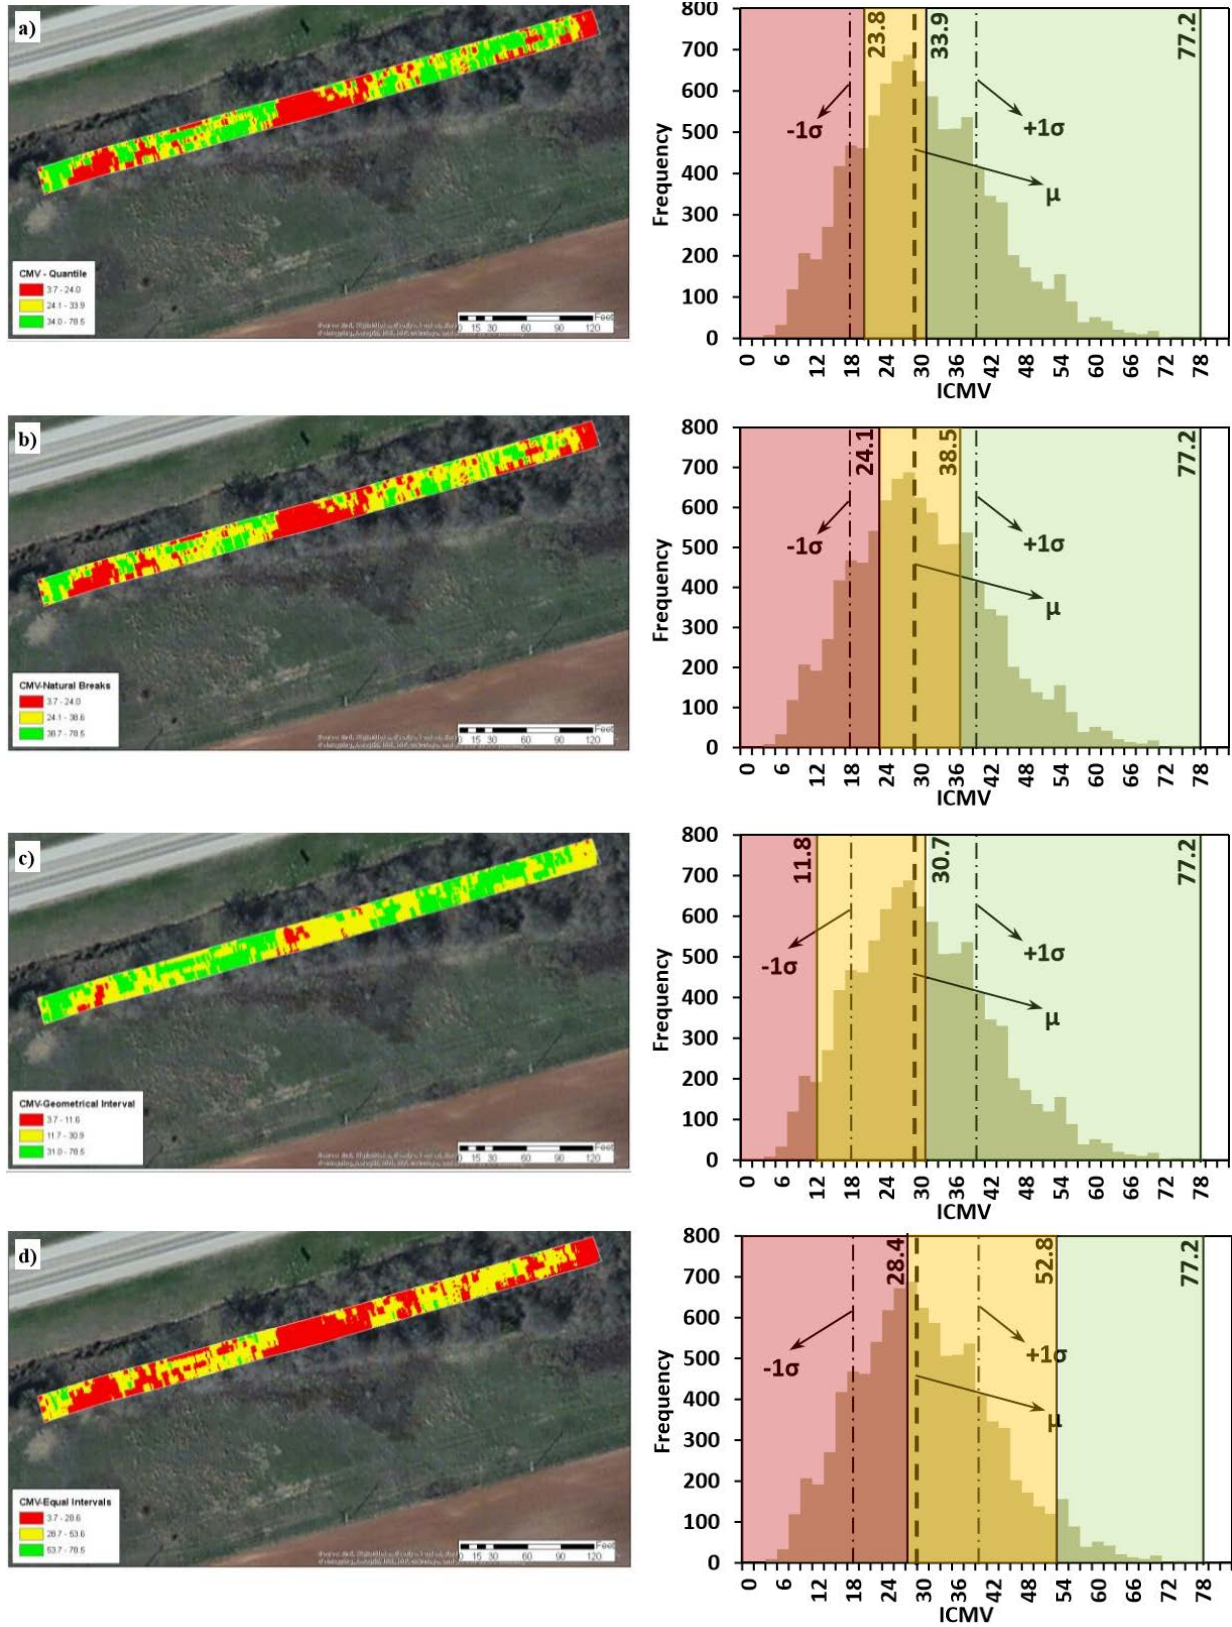 a)
CMV - Quantile
3.7 - 24.0
24.1 - 33.9
34.0 - 78.5
Feet
0 15 30 60 90 120
800
700
600
500
400
300
200
100
0
Frequency
23.8
33.9
77.2
-1σ
+1σ
μ
0 6 12 18 24 30 36 42 48 54 60 66 72 78
ICMV
b)
CMV-Natural Breaks
3.7 - 24.0
24.1 - 38.6
38.7 - 78.5
Feet
0 15 30 60 90 120
800
700
600
500
400
300
200
100
0
Frequency
24.1
38.5
77.2
-1σ
+1σ
μ
0 6 12 18 24 30 36 42 48 54 60 66 72 78
ICMV
c)
CMV-Geometrical Interval
3.7 - 11.6
11.7 - 30.9
31.0 - 78.5
Feet
0 15 30 60 90 120
800
700
600
500
400
300
200
100
0
Frequency
11.8
30.7
77.2
-1σ
+1σ
μ
0 6 12 18 24 30 36 42 48 54 60 66 72 78
ICMV
d)
CMV-Equal Intervals
3.7 - 28.6
28.7 - 53.6
53.7 - 78.5
Feet
0 15 30 60 90 120
800
700
600
500
400
300
200
100
0
Frequency
28.4
52.8
77.2
-1σ
+1σ
μ
0 6 12 18 24 30 36 42 48 54 60 66 72 78
ICMV